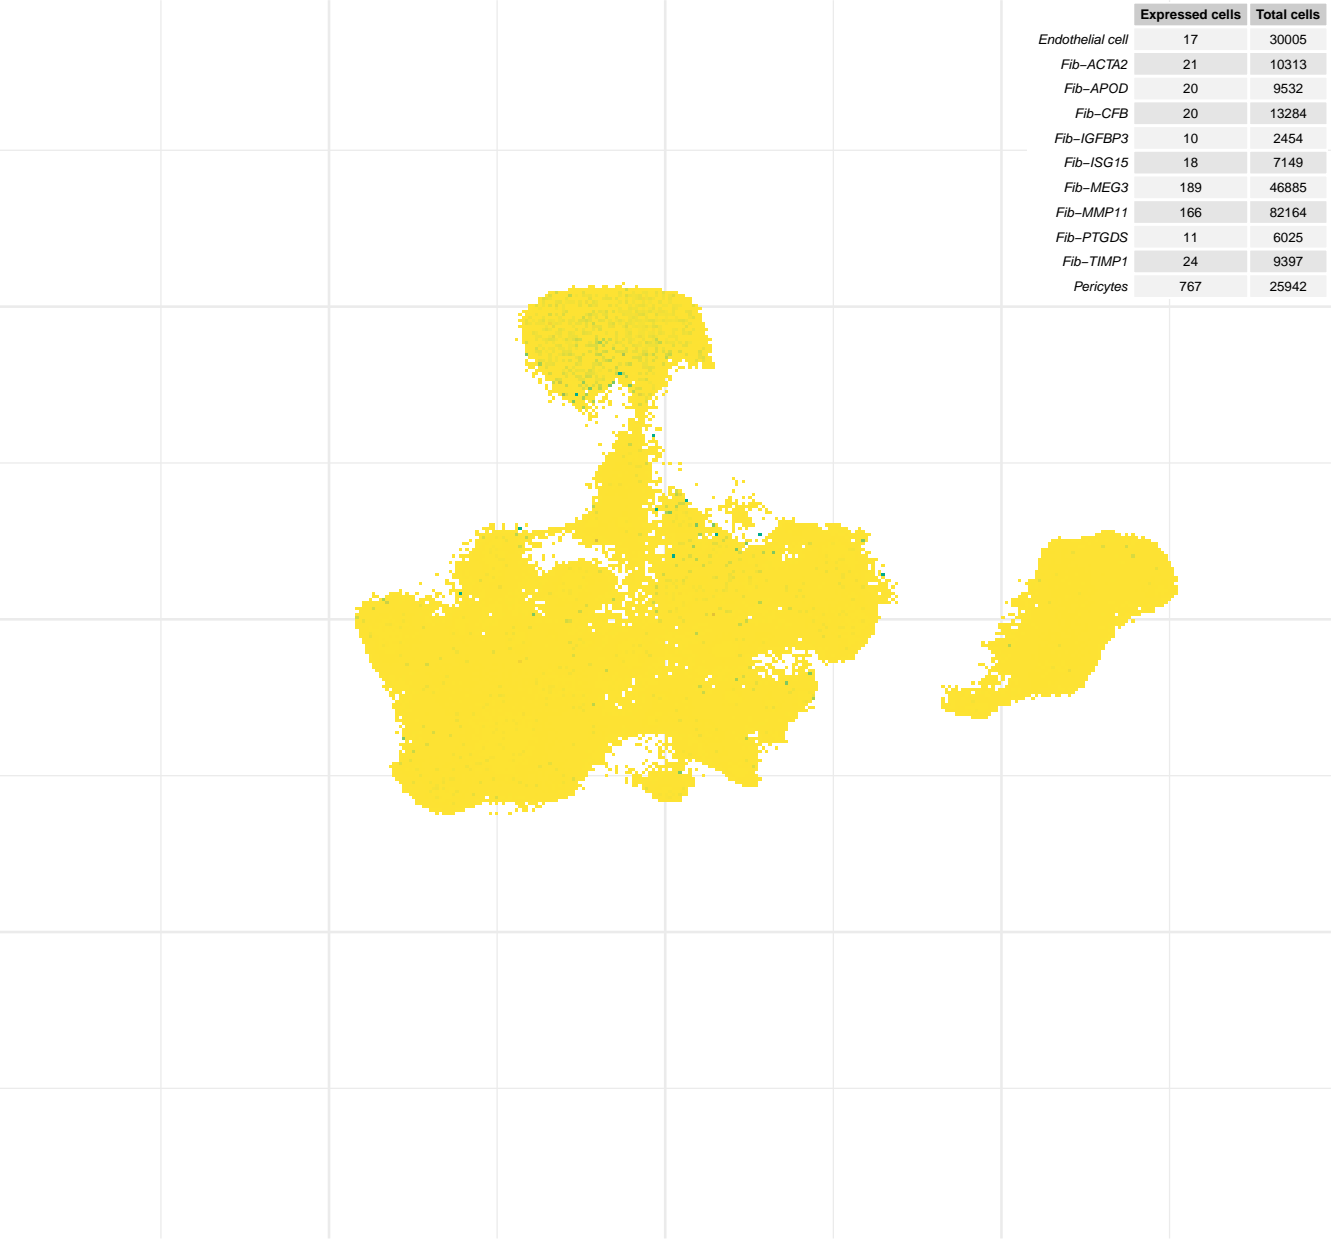 Expressed cells Total cells
Endothelial cell 17 30005
Fib−ACTA2 21 10313
Fib−APOD 20 9532
Fib−CFB 20 13284
Fib−IGFBP3 10 2454
Fib−ISG15 18 7149
Fib−MEG3 189 46885
Fib−MMP11 166 82164
Fib−PTGDS 11 6025
Fib−TIMP1 24 9397
Pericytes 767 25942